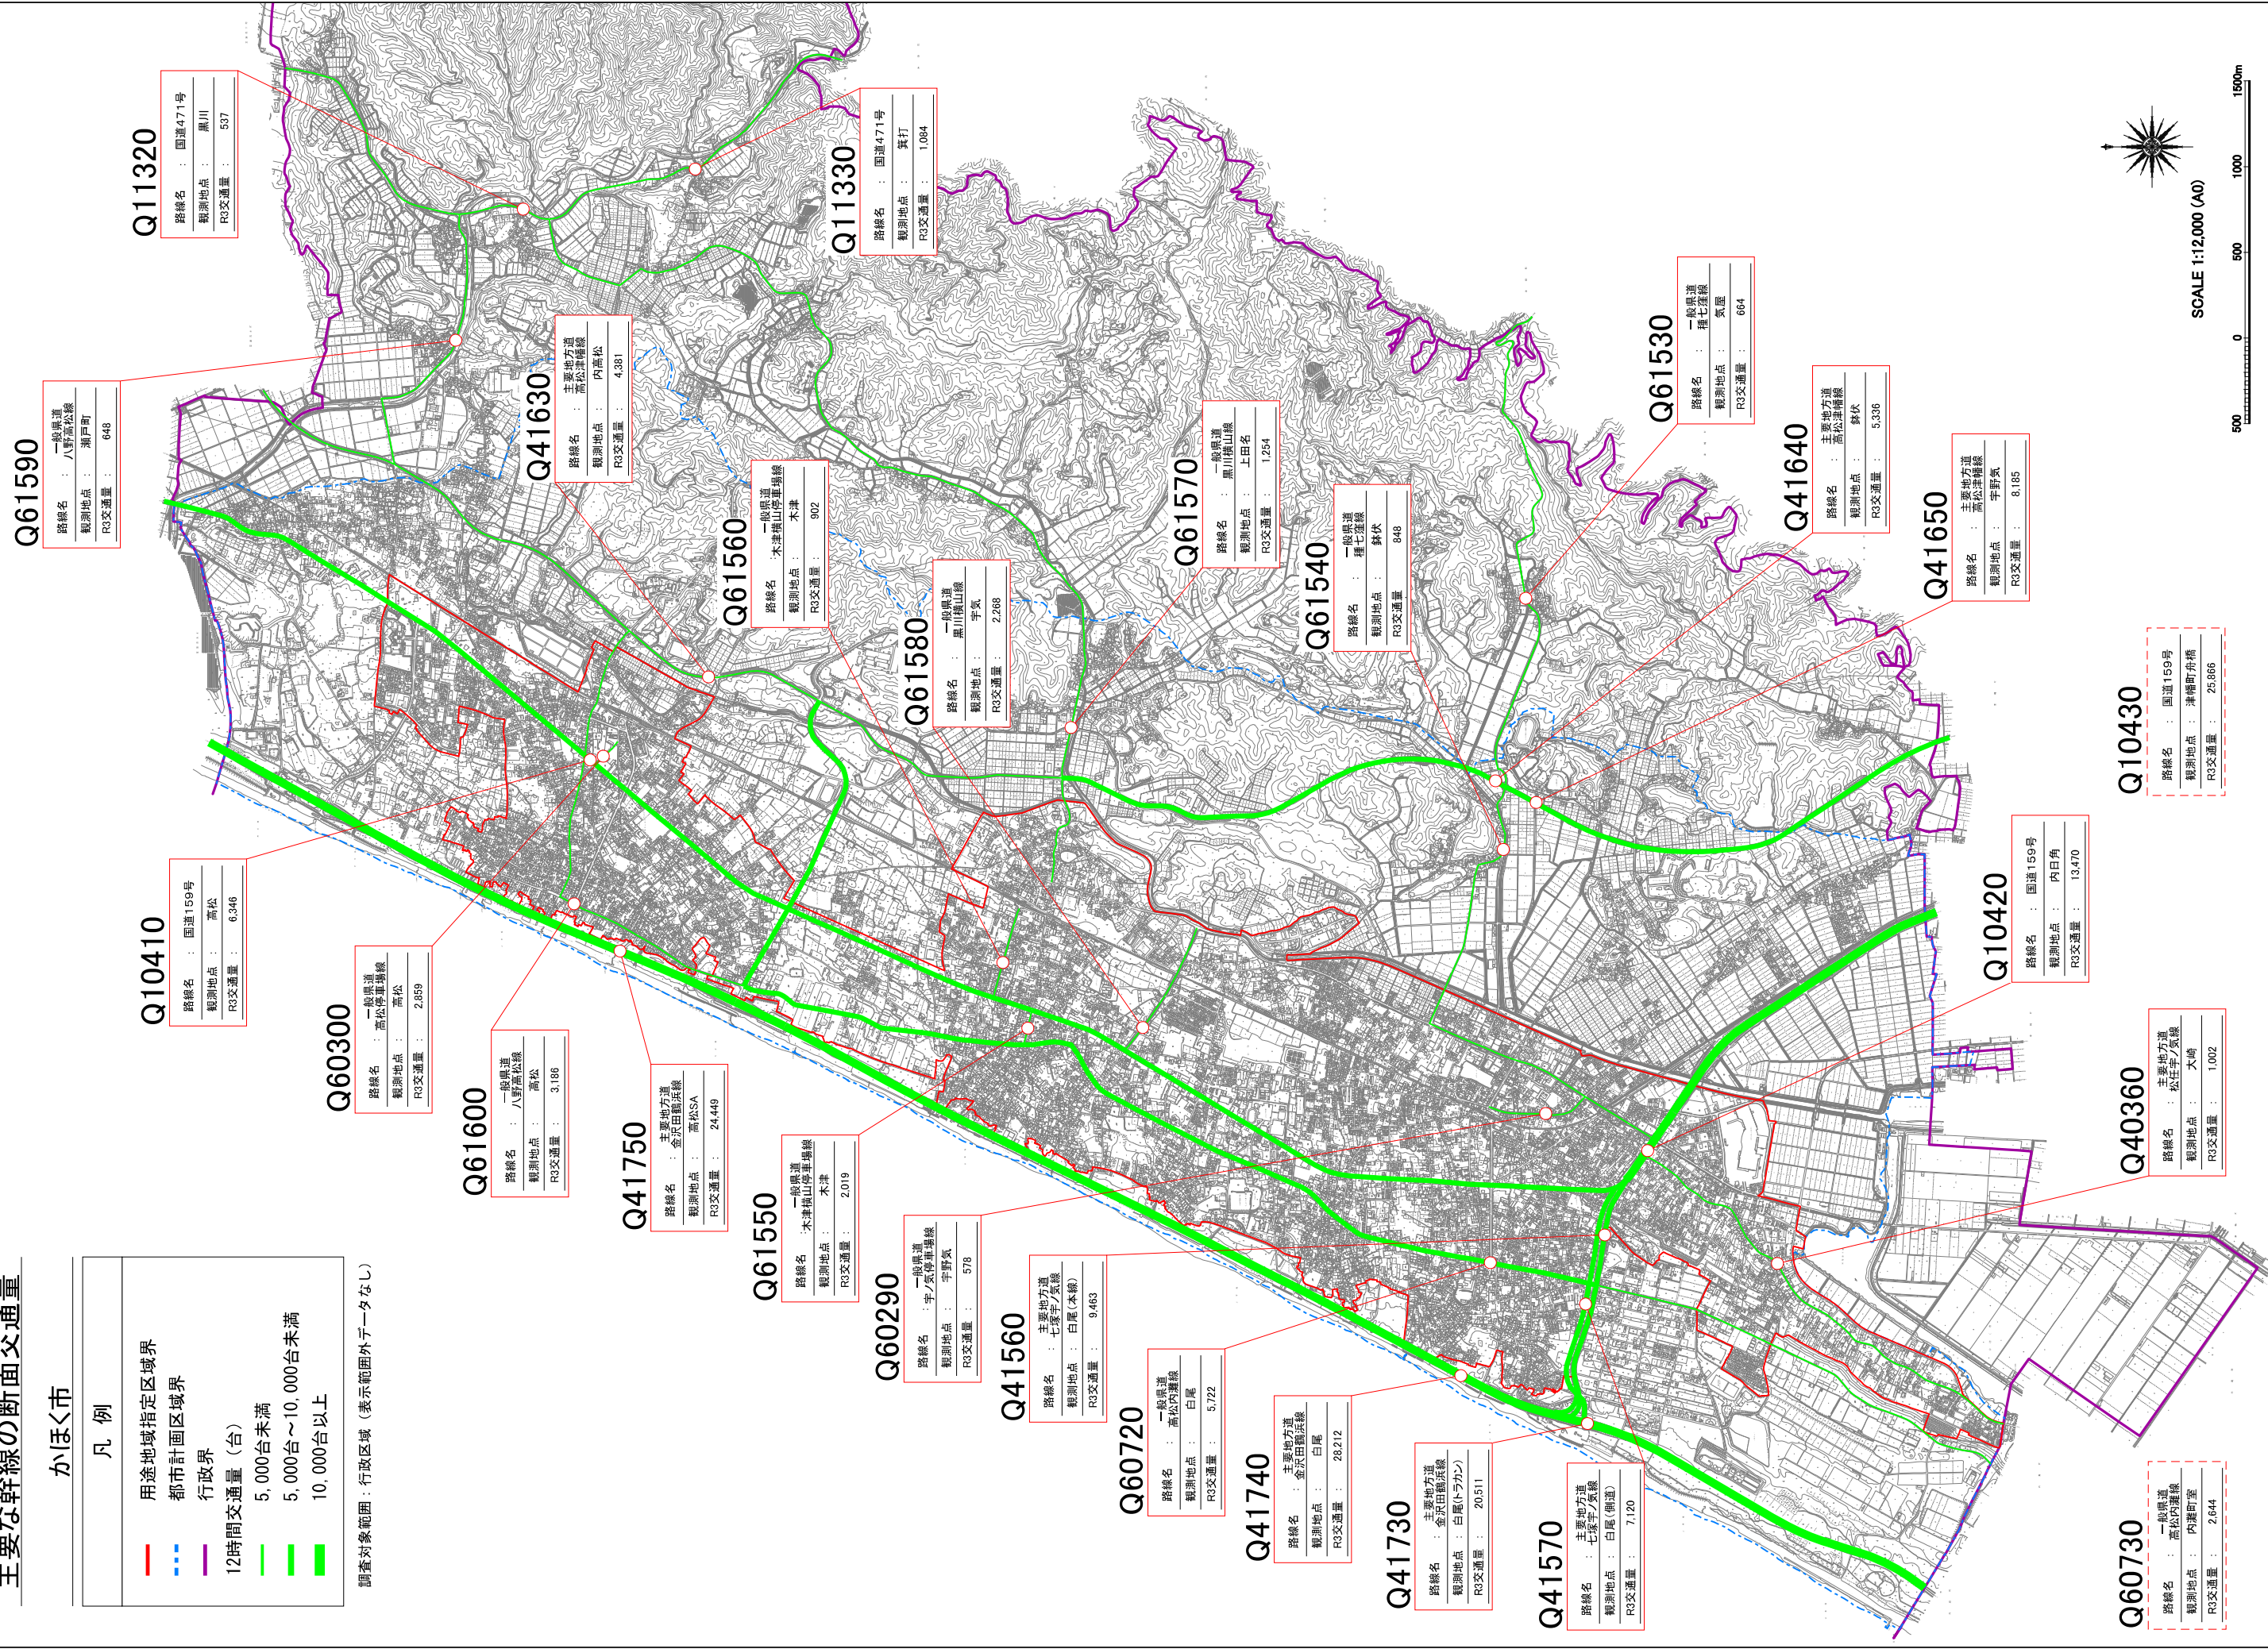 主要な幹線の断面交通量
かほく市
凡 例
用途地域指定区域界
都市計画区域界
行政界
12時間交通量（台）
5,000台未満
5,000台～10,000台未満
10,000台以上
調査対象範囲：行政区域（表示範囲外データなし）
Q61590
路線名 ： 一般県道 八野高松線
観測地点 ： 瀬戸町
R3交通量 ： 648
Q11320
路線名 ： 国道471号
観測地点 ： 黒川
R3交通量 ： 537
Q10410
路線名 ： 国道159号
観測地点 ： 高松
R3交通量 ： 6,346
Q60300
路線名 ： 一般県道 高松停車場線
観測地点 ： 高松
R3交通量 ： 2,859
Q61600
路線名 ： 一般県道 八野高松線
観測地点 ： 高松
R3交通量 ： 3,186
Q41750
路線名 ： 主要地方道 金沢田鶴浜線
観測地点 ： 高松SA
R3交通量 ： 24,449
Q61550
路線名 ： 一般県道 木津横山停車場線
観測地点 ： 木津
R3交通量 ： 2,019
Q60290
路線名 ： 一般県道 宇ノ気停車場線
観測地点 ： 宇野気
R3交通量 ： 578
Q41560
路線名 ： 主要地方道 七塚宇ノ気線
観測地点 ： 白尾（本線）
R3交通量 ： 9,463
Q60720
路線名 ： 一般県道 高松内灘線
観測地点 ： 白尾
R3交通量 ： 5,722
Q41740
路線名 ： 主要地方道 金沢田鶴浜線
観測地点 ： 白尾
R3交通量 ： 28,212
Q41730
路線名 ： 主要地方道 金沢田鶴浜線
観測地点 ： 白尾(トラカン)
R3交通量 ： 20,511
Q41570
路線名 ： 主要地方道 七塚宇ノ気線
観測地点 ： 白尾（側道）
R3交通量 ： 7,120
Q41630
路線名 ： 主要地方道 高松津幡線
観測地点 ： 内高松
R3交通量 ： 4,381
Q61560
路線名 ： 一般県道 木津横山停車場線
観測地点 ： 木津
R3交通量 ： 902
Q61580
路線名 ： 一般県道 黒川横山線
観測地点 ： 宇気
R3交通量 ： 2,268
Q11330
路線名 ： 国道471号
観測地点 ： 箕打
R3交通量 ： 1,084
Q61570
路線名 ： 一般県道 黒川横山線
観測地点 ： 上田名
R3交通量 ： 1,254
Q61540
路線名 ： 一般県道 種七窪線
観測地点 ： 鉢伏
R3交通量 ： 848
Q61530
路線名 ： 一般県道 種七窪線
観測地点 ： 気屋
R3交通量 ： 664
Q41640
路線名 ： 主要地方道 高松津幡線
観測地点 ： 鉢伏
R3交通量 ： 5,336
Q41650
路線名 ： 主要地方道 高松津幡線
観測地点 ： 宇野気
R3交通量 ： 8,185
Q10430
路線名 ： 国道159号
観測地点 ： 津幡町舟橋
R3交通量 ： 25,866
Q10420
路線名 ： 国道159号
観測地点 ： 内日角
R3交通量 ： 13,470
Q40360
路線名 ： 主要地方道 松任宇ノ気線
観測地点 ： 大崎
R3交通量 ： 1,002
Q60730
路線名 ： 一般県道 高松内灘線
観測地点 ： 内灘町室
R3交通量 ： 2,644
SCALE 1:12,000 (A0)
500 0 500 1000 1500m